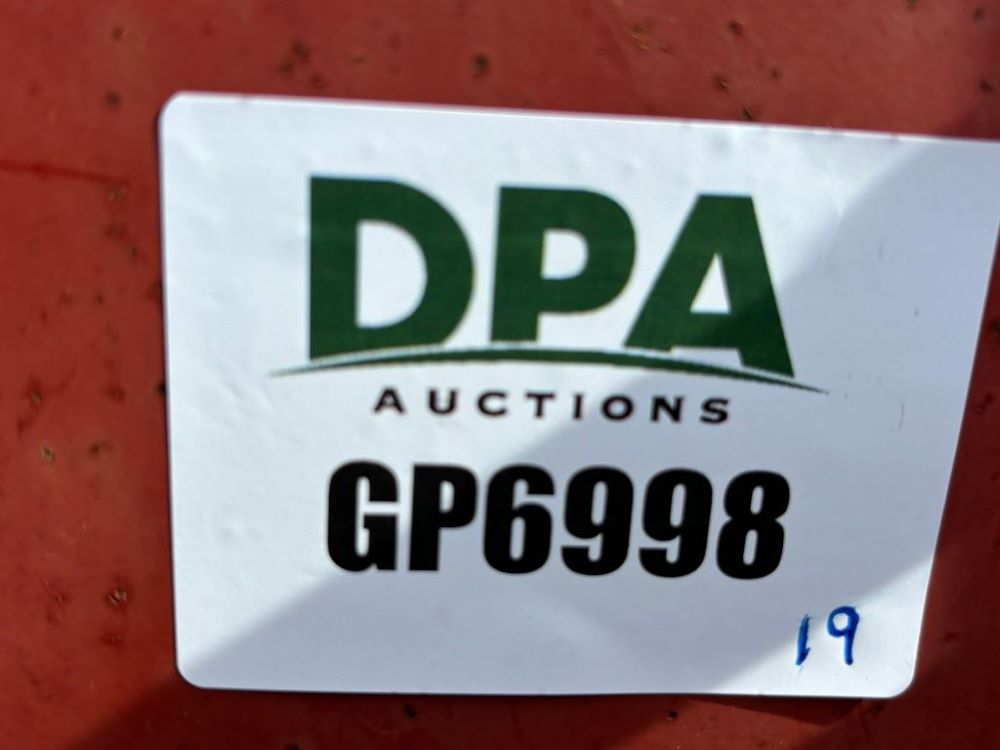 DPA
AUCTIONS
GP6998
19